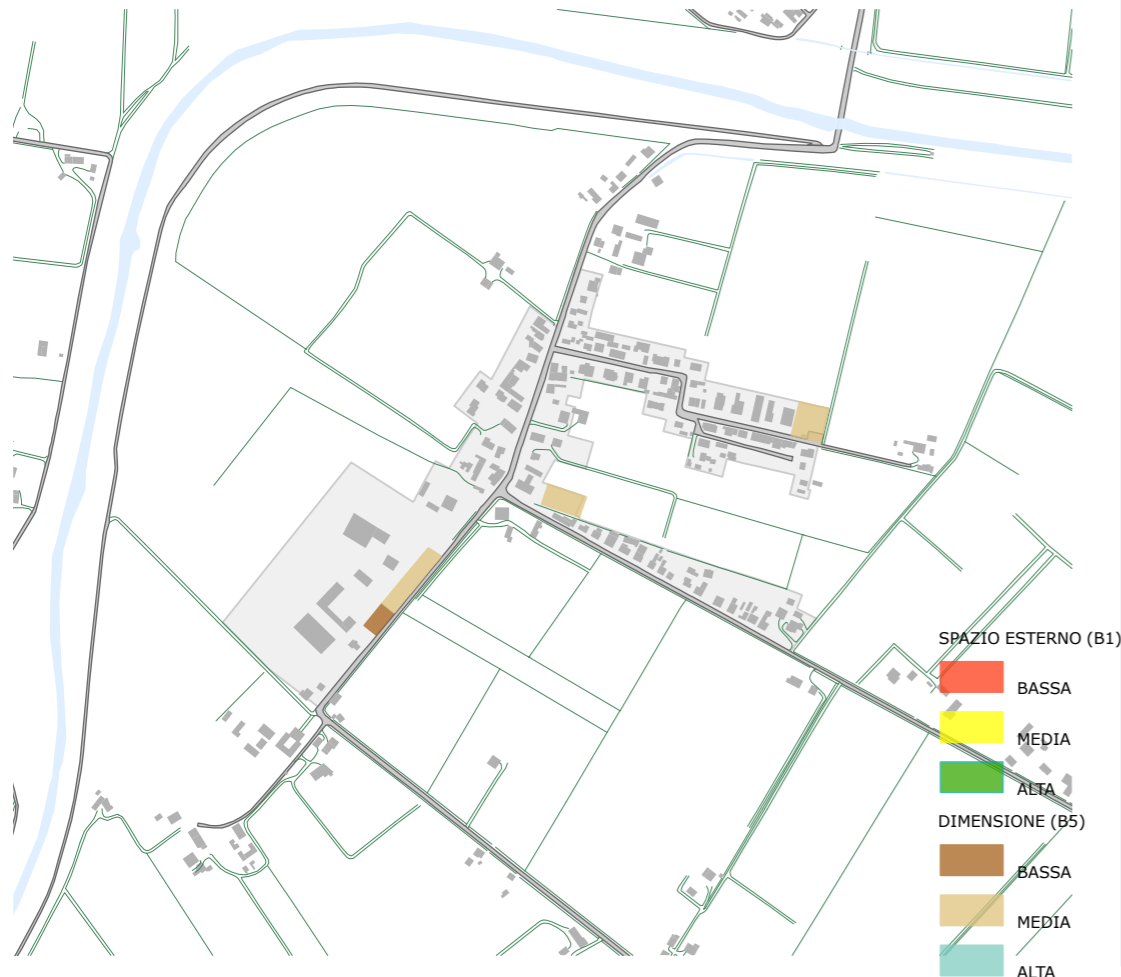 SPAZIO ESTERNO (B1)
BASSA
MEDIA
ALTA
DIMENSIONE (B5)
BASSA
MEDIA
ALTA